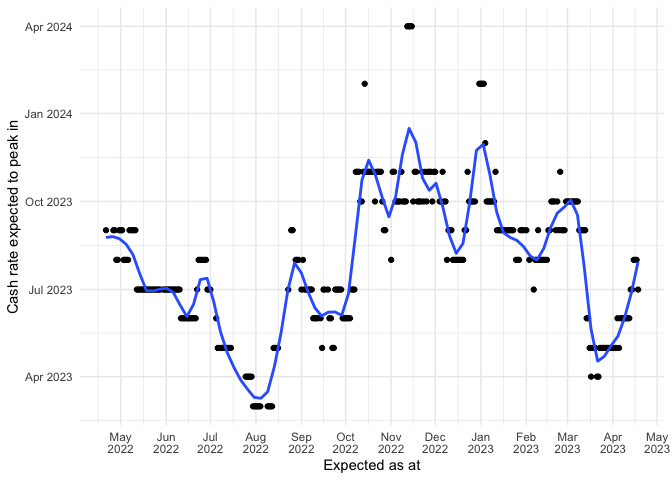 Cash rate expected to peak in
Apr 2024
Jan 2024
Oct 2023
Jul 2023
Apr 2023
May Jun Jul Aug Sep Oct Nov Dec Jan Feb Mar Apr May
2022 2022 2022 2022 2022 2022 2022 2022 2023 2023 2023 2023 2023
Expected as at